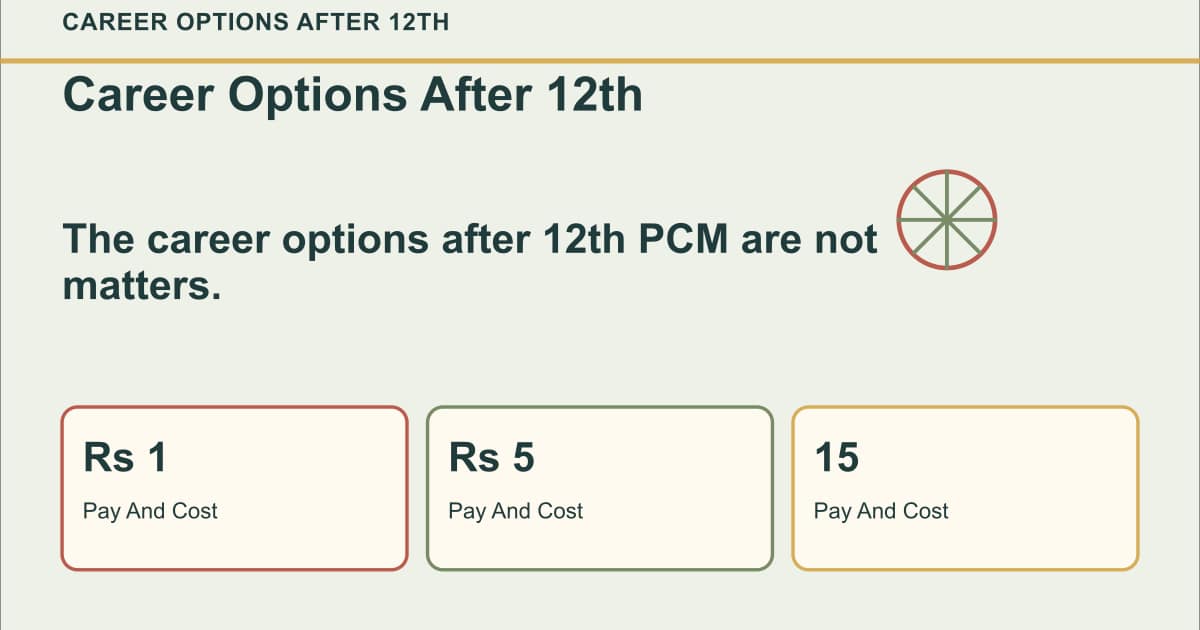 CAREER OPTIONS AFTER 12TH
Career Options After 12th
The career options after 12th PCM are not
matters.
Rs 1
Pay And Cost
Rs 5
Pay And Cost
15
Pay And Cost